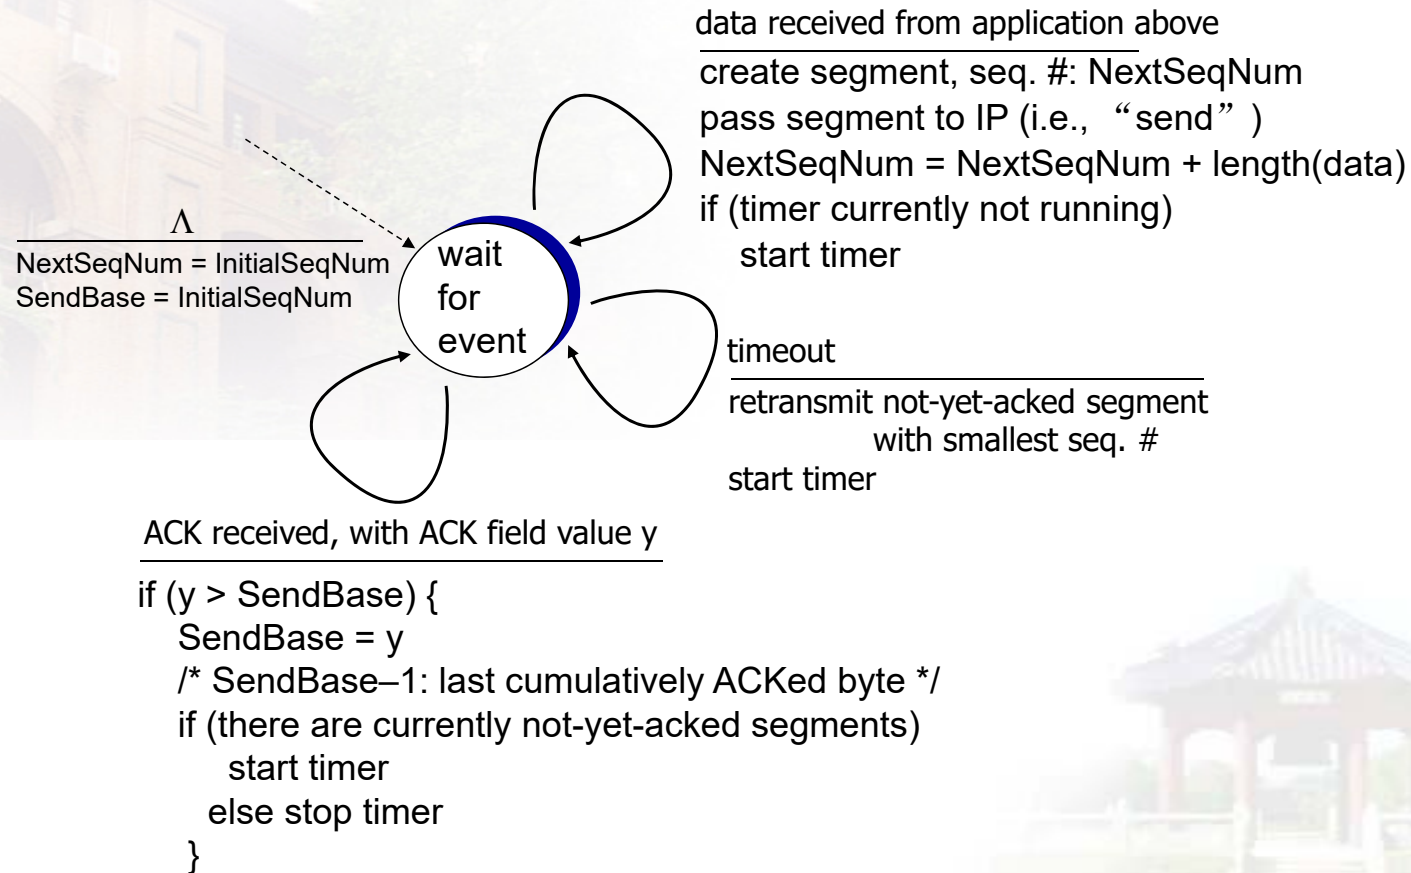 data received from application above
create segment, seq. #: NextSeqNum
pass segment to IP (i.e., “send”)
NextSeqNum = NextSeqNum + length(data)
if (timer currently not running)
start timer
Λ
NextSeqNum = InitialSeqNum
SendBase = InitialSeqNum
wait
for
event
timeout
retransmit not-yet-acked segment
with smallest seq. #
start timer
ACK received, with ACK field value y
if (y > SendBase) {
SendBase = y
/* SendBase–1: last cumulatively ACKed byte */
if (there are currently not-yet-acked segments)
start timer
else stop timer
}